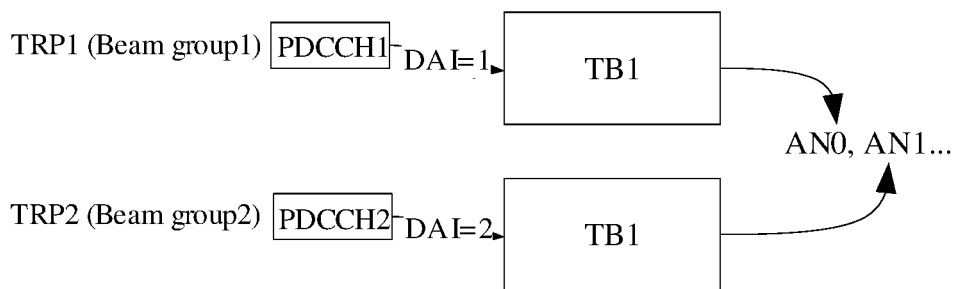 TRP1 (Beam group1) PDCCH1 DAI=1 TB1
AN0, AN1...
TRP2 (Beam group2) PDCCH2 DAI=2 TB1